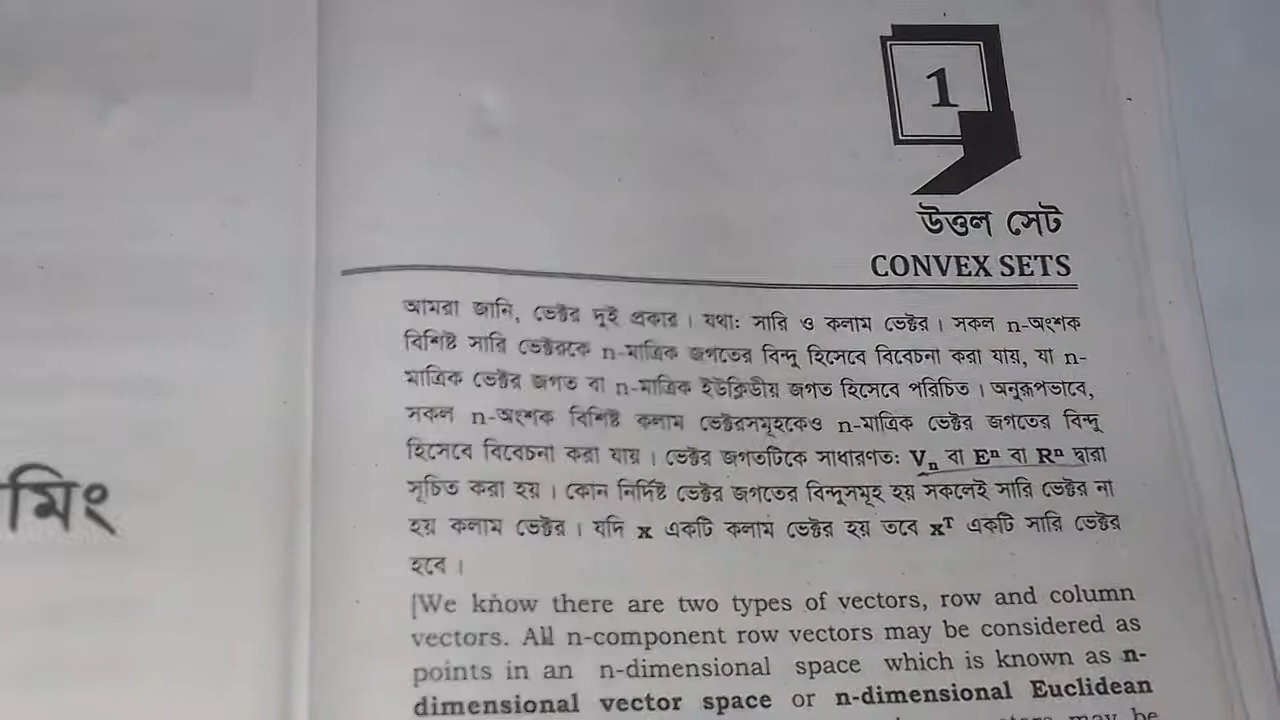 1
উত্তল সেট
CONVEX SETS
আমরা জানি, ভেক্টর দুই প্রকার। যথা: সারি ও কলাম ভেক্টর। সকল n-অংশক
বিশিষ্ট সারি ভেক্টরকে n-মাত্রিক জগতের বিন্দু হিসেবে বিবেচনা করা যায়, যা n-
মাত্রিক ভেক্টর জগত বা n-মাত্রিক ইউক্লিডীয় জগত হিসেবে পরিচিত। অনুরূপভাবে,
সকল n-অংশক বিশিষ্ট কলাম ভেক্টরসমূহকেও n-মাত্রিক ভেক্টর জগতের বিন্দু
হিসেবে বিবেচনা করা যায়। ভেক্টর জগতটিকে সাধারণত: Vₙ বা Eⁿ বা Rⁿ দ্বারা
সূচিত করা হয়। কোন নির্দিষ্ট ভেক্টর জগতের বিন্দুসমূহ হয় সকলেই সারি ভেক্টর না
হয় কলাম ভেক্টর। যদি x একটি কলাম ভেক্টর হয় তবে xᵀ একটি সারি ভেক্টর
হবে।
[We know there are two types of vectors, row and column
vectors. All n-component row vectors may be considered as
points in an n-dimensional space which is known as n-
dimensional vector space or n-dimensional Euclidean
may be
মিং